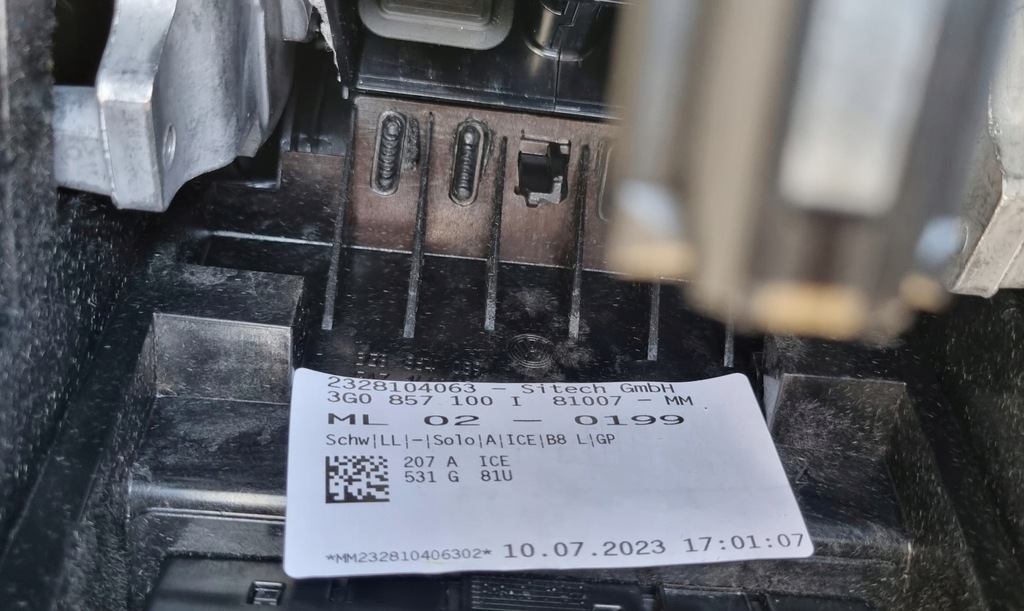 2328104063 - Sitech GmbH
3G0 857 100 I 81007 - MM
ML 02 - 0199
Schw|LL|-|Solo|A|ICE|B8 L|GP
207 A ICE
531 G 81U
*MM232810406302* 10.07.2023 17:01:07